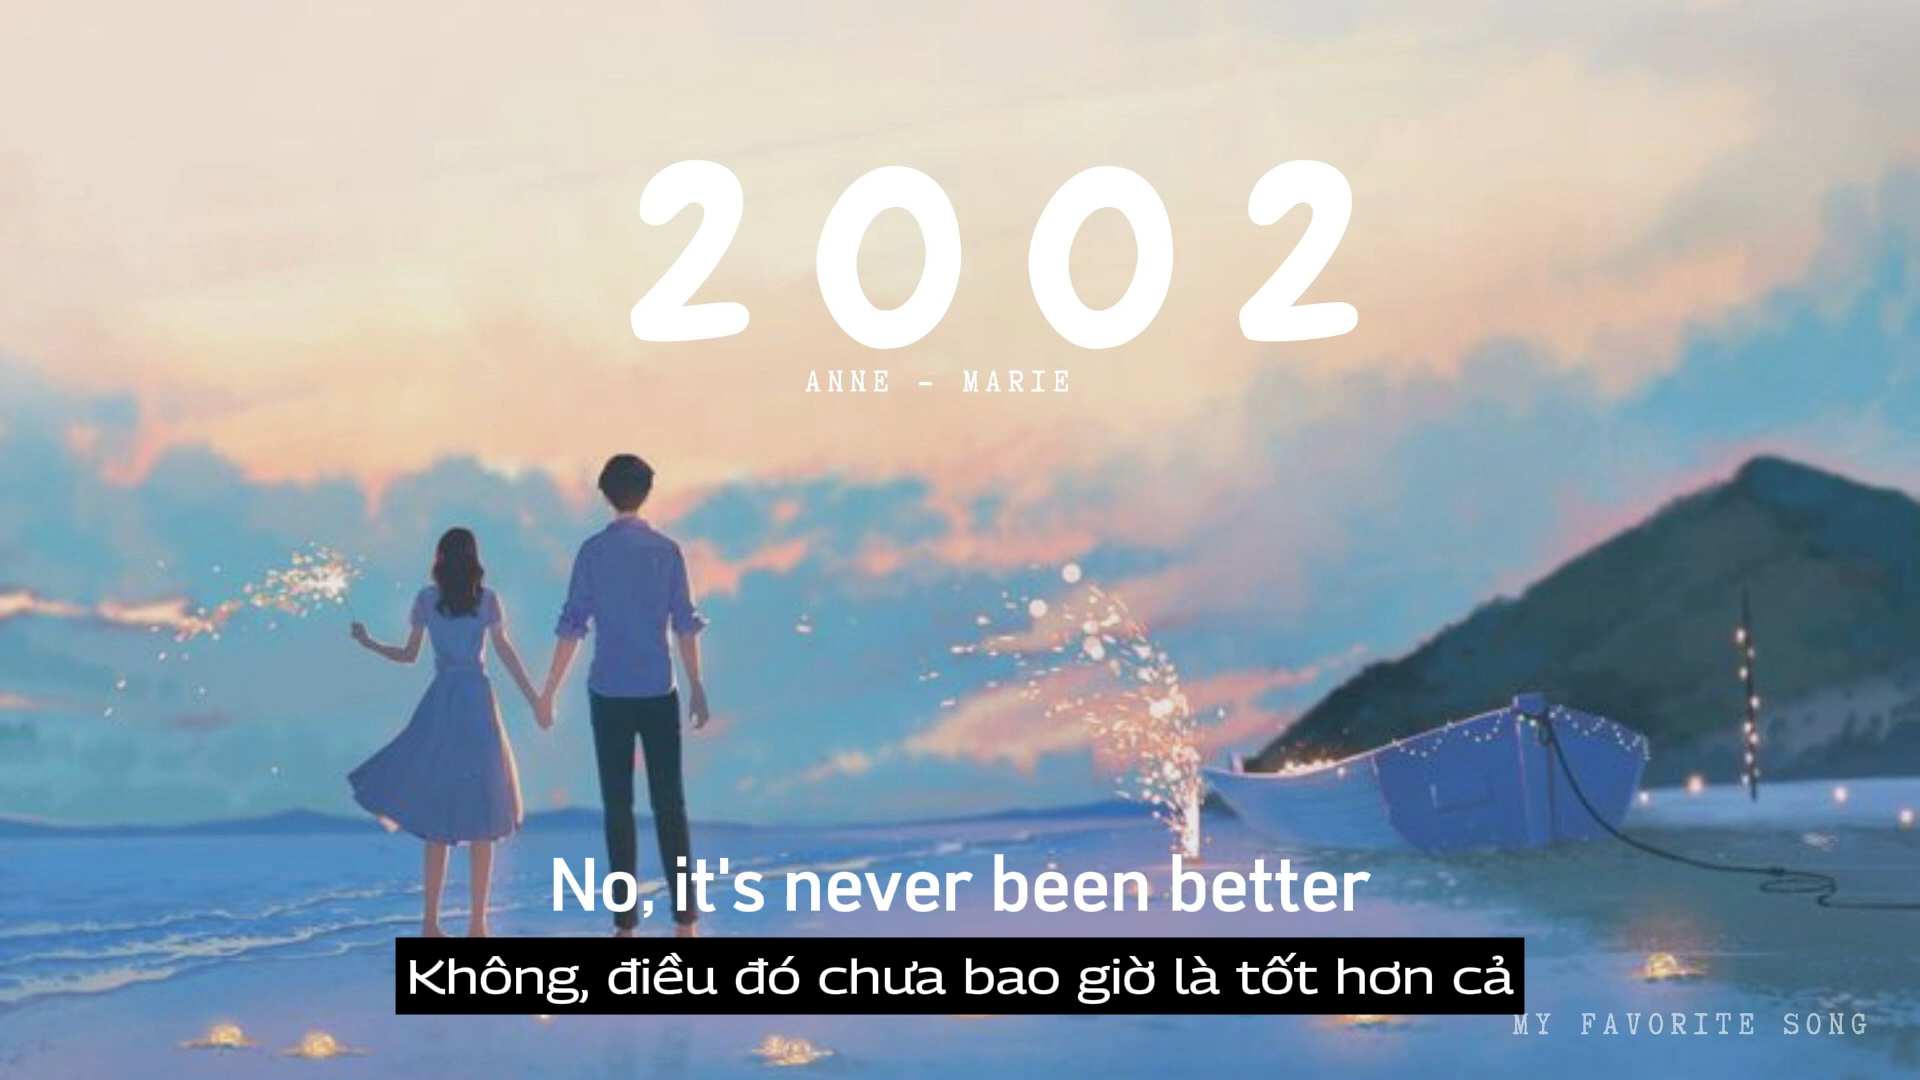 2002
ANNE - MARIE
No, it's never been better
Không, điều đó chưa bao giờ là tốt hơn cả
MY FAVORITE SONG